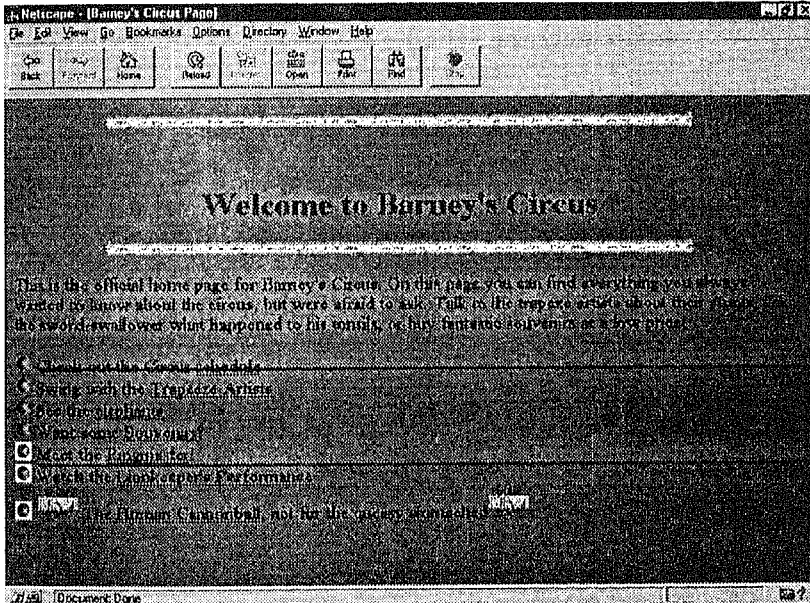 Netscape - [Barney's Circus Page]
File Edit View Go Bookmarks Options Directory Window Help
Back Forward Home Reload Images Open Print Find Stop
Welcome to Barney's Circus
This is the official home page for Barney's Circus. On this page you can find everything you always
wanted to know about the circus, but were afraid to ask. Talk to the trapeze artists about their
the sword-swallower what happened to his tonsils, or buy fantastic souvenirs at a low price!
Check out the Circus schedule
Swing with the Trapeze Artists
See the elephants
Want some Souvenirs?
Meet the Ringmaster!
Watch the Lionkeeper's Performance
NEW! The Human Cannonball, not for the queasy stomached NEW!
Document: Done